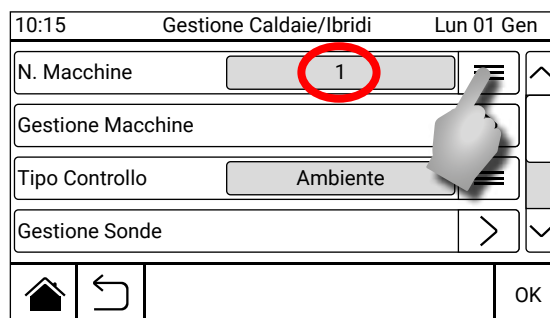 10:15 Gestione Caldaie/Ibridi Lun 01 Gen
N. Macchine 1
Gestione Macchine
Tipo Controllo Ambiente
Gestione Sonde
OK